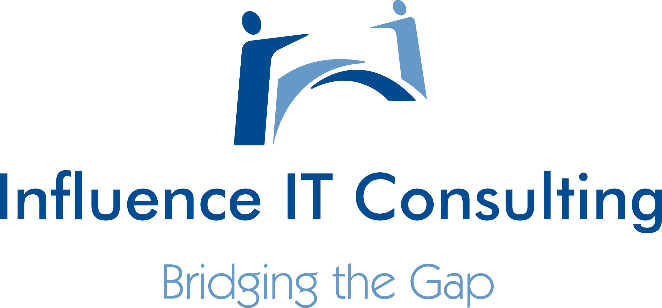 Influence IT Consulting
Bridging the Gap